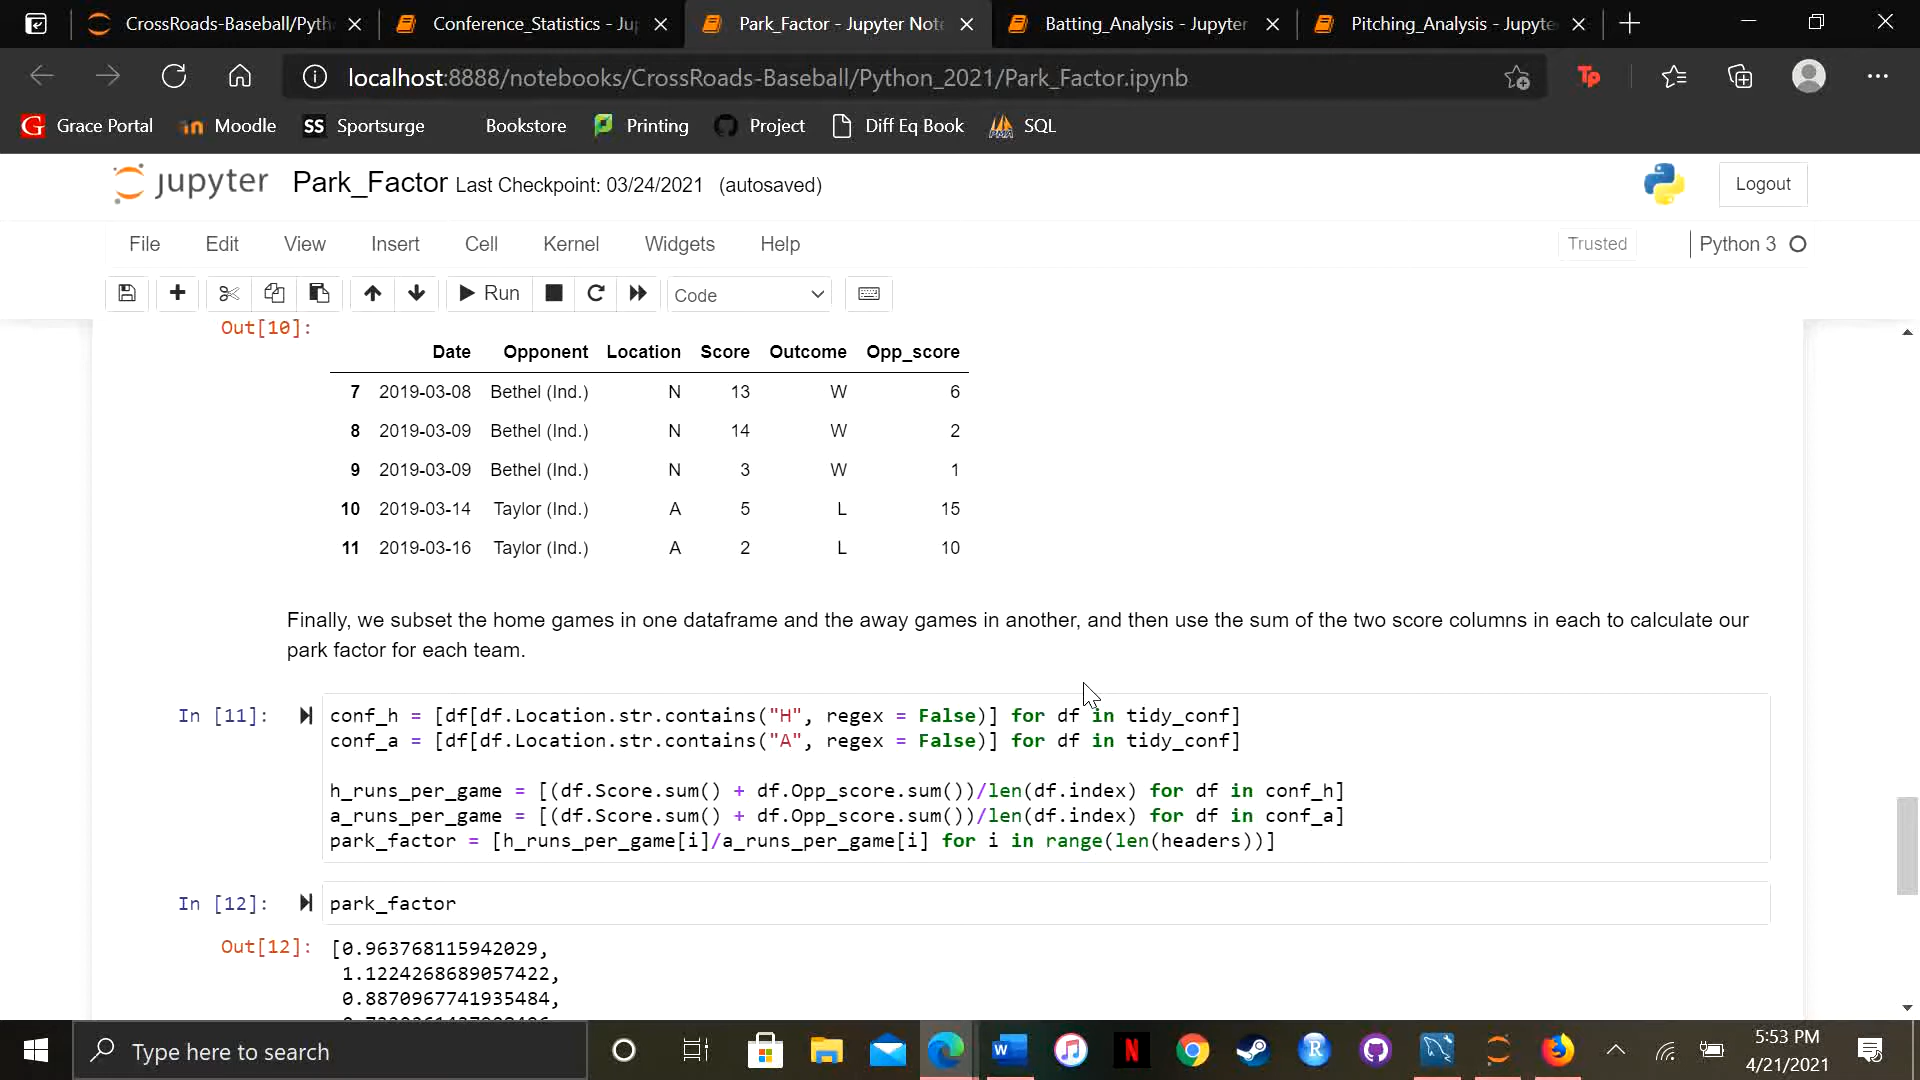 CrossRoads-Baseball/Pyth
Conference_Statistics - Ju
Park_Factor - Jupyter Not
Batting_Analysis - Jupyter
Pitching_Analysis - Jupyte
localhost:8888/notebooks/CrossRoads-Baseball/Python_2021/Park_Factor.ipynb
Grace Portal
Moodle
SS Sportsurge
Bookstore
Printing
Project
Diff Eq Book
SQL
jupyter Park_Factor Last Checkpoint: 03/24/2021 (autosaved)
Logout
File Edit View Insert Cell Kernel Widgets Help
Trusted
Python 3
Run
Code
Out[10]:
Date Opponent Location Score Outcome Opp_score
7 2019-03-08 Bethel (Ind.) N 13 W 6
8 2019-03-09 Bethel (Ind.) N 14 W 2
9 2019-03-09 Bethel (Ind.) N 3 W 1
10 2019-03-14 Taylor (Ind.) A 5 L 15
11 2019-03-16 Taylor (Ind.) A 2 L 10
Finally, we subset the home games in one dataframe and the away games in another, and then use the sum of the two score columns in each to calculate our
park factor for each team.
In [11]:
conf_h = [df[df.Location.str.contains("H", regex = False)] for df in tidy_conf]
conf_a = [df[df.Location.str.contains("A", regex = False)] for df in tidy_conf]
h_runs_per_game = [(df.Score.sum() + df.Opp_score.sum())/len(df.index) for df in conf_h]
a_runs_per_game = [(df.Score.sum() + df.Opp_score.sum())/len(df.index) for df in conf_a]
park_factor = [h_runs_per_game[i]/a_runs_per_game[i] for i in range(len(headers))]
In [12]:
park_factor
Out[12]:
[0.963768115942029,
1.1224268689057422,
0.8870967741935484,
Type here to search
5:53 PM
4/21/2021